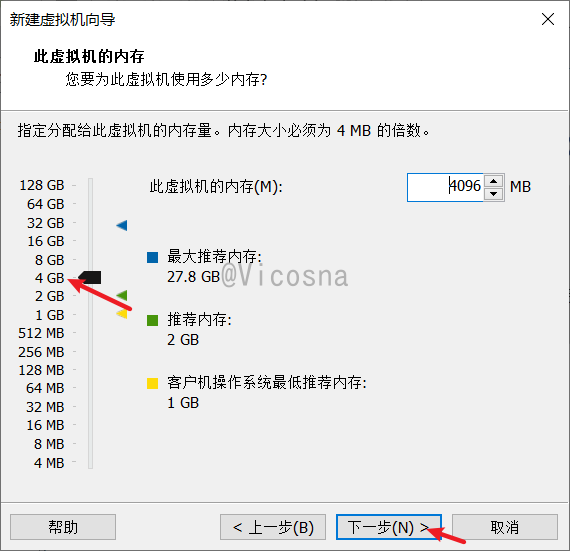 新建虚拟机向导
此虚拟机的内存
您要为此虚拟机使用多少内存?
指定分配给此虚拟机的内存量。内存大小必须为 4 MB 的倍数。
128 GB
64 GB
32 GB
16 GB
8 GB
4 GB
2 GB
1 GB
512 MB
256 MB
128 MB
64 MB
32 MB
16 MB
8 MB
4 MB
此虚拟机的内存(M): 4096 MB
最大推荐内存:
27.8 GB
@Vicosna
推荐内存:
2 GB
客户机操作系统最低推荐内存:
1 GB
帮助 < 上一步(B) 下一步(N) > 取消